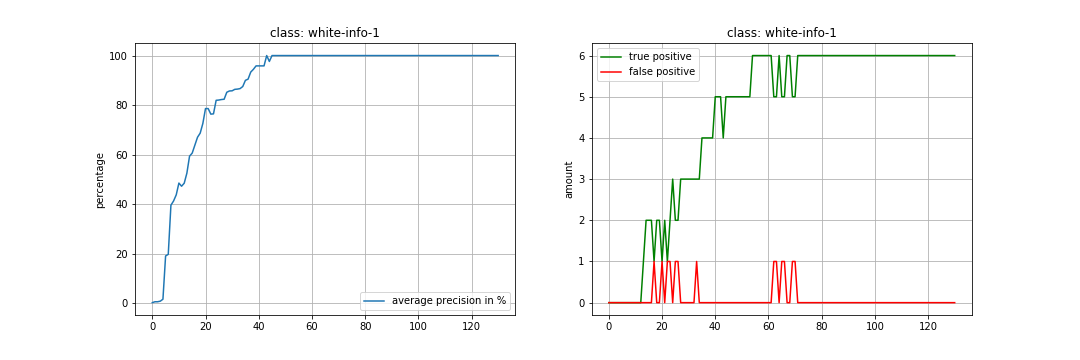 class: white-info-1
percentage
100
80
60
40
20
0
0 20 40 60 80 100 120
average precision in %
class: white-info-1
amount
6
5
4
3
2
1
0
0 20 40 60 80 100 120
true positive
false positive